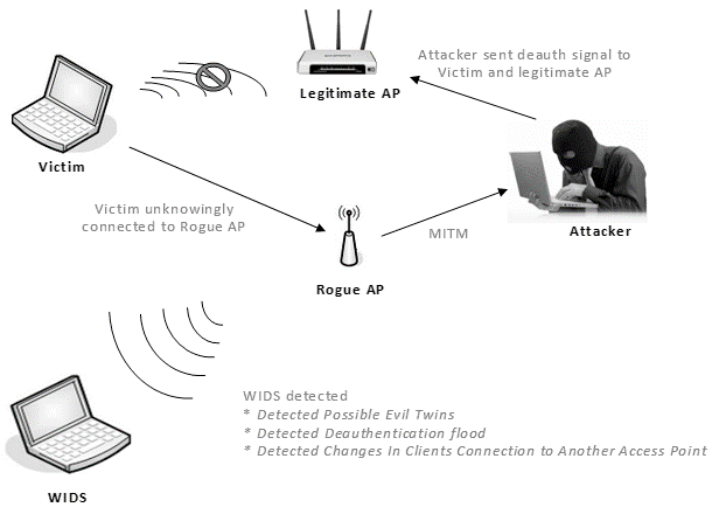 Attacker sent deauth signal to
Victim and legitimate AP
Legitimate AP
Victim
Victim unknowingly
connected to Rogue AP
MITM
Attacker
Rogue AP
WIDS detected
* Detected Possible Evil Twins
* Detected Deauthentication flood
* Detected Changes In Clients Connection to Another Access Point
WIDS